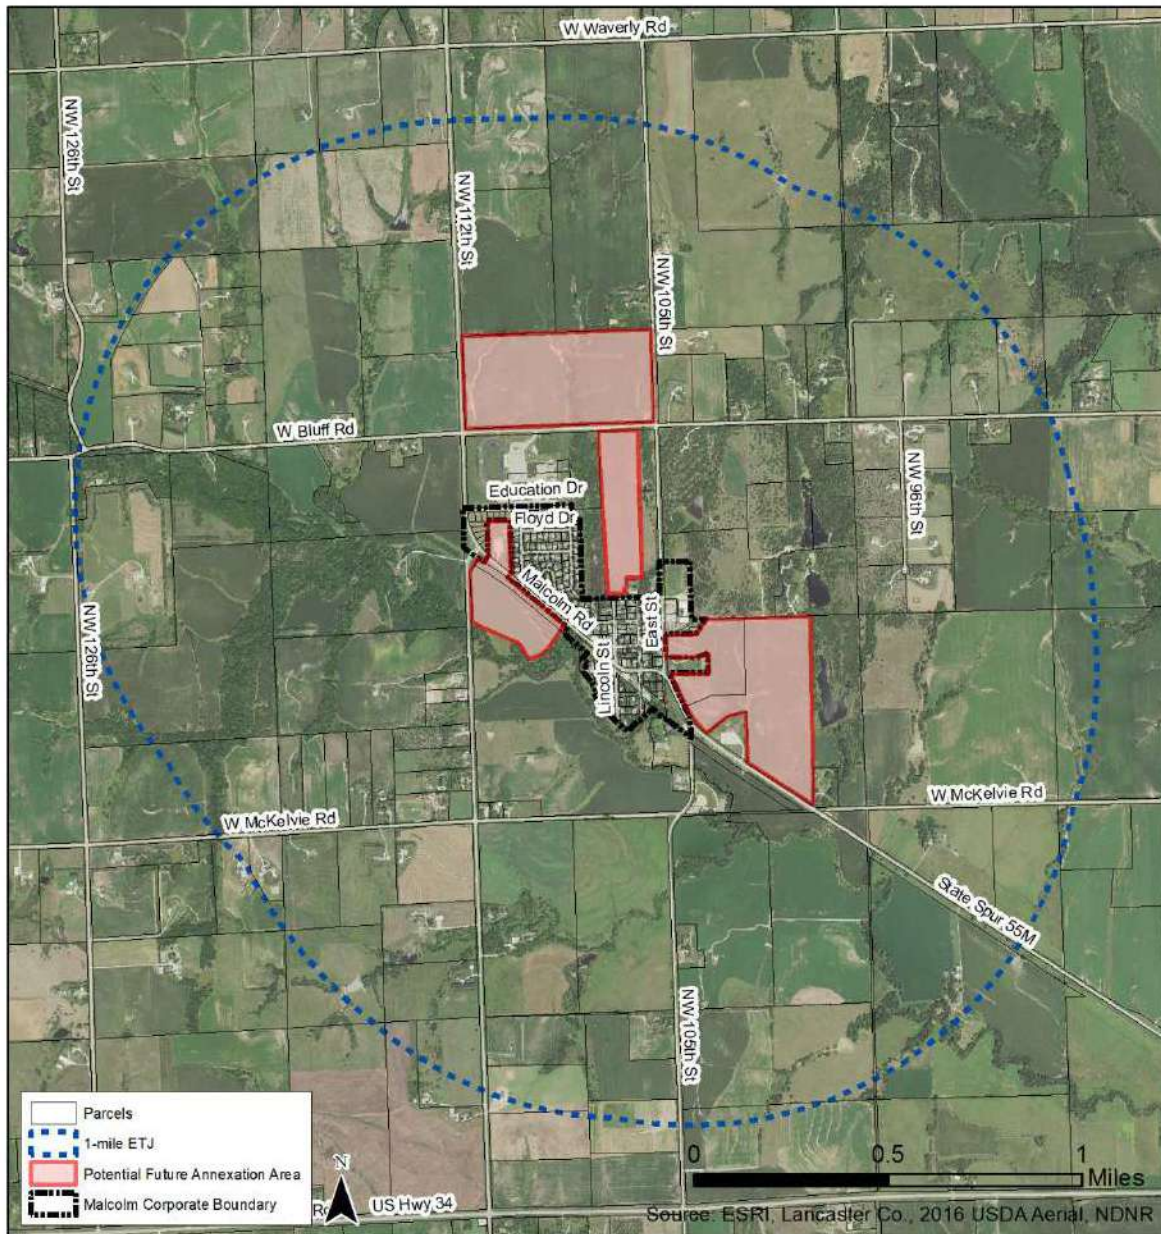 W Waverly Rd
NW 126th St
NW 112th St
NW 105th St
W Bluff Rd
NW 96th St
Education Dr
Floyd Dr
Malcolm Rd
East St
Lincoln St
NW 126th St
W McKelvie Rd
W McKelvie Rd
State Spur 55M
NW 105th St
Parcels
1-mile ETJ
Potential Future Annexation Area
Malcolm Corporate Boundary
N
US Hwy 34
0 0.5 1
Miles
Source: ESRI, Lancaster Co., 2016 USDA Aerial, NDNR